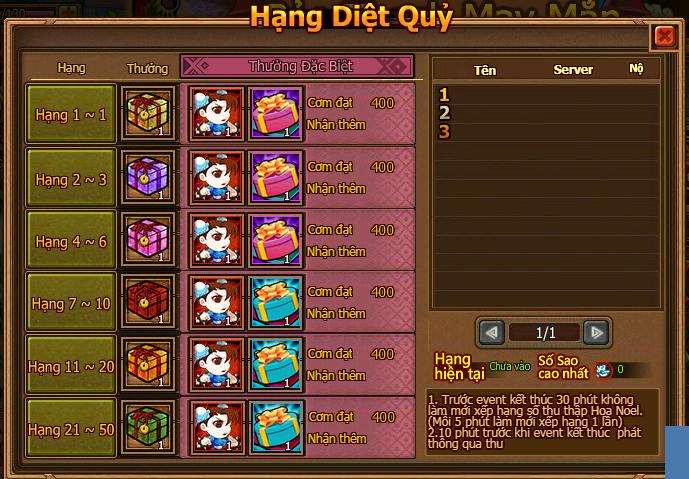 /130
May Mắn
Hạng Diệt Quỷ
Hạng Thưởng Thưởng Đặc Biệt
Hạng 1 ~ 1 1 1 1 Cơm đạt 400
Nhận thêm
Hạng 2 ~ 3 1 1 1 Cơm đạt 400
Nhận thêm
Hạng 4 ~ 6 1 1 1 Cơm đạt 400
Nhận thêm
Hạng 7 ~ 10 1 1 1 Cơm đạt 400
Nhận thêm
Hạng 11 ~ 20 1 1 1 Cơm đạt 400
Nhận thêm
Hạng 21 ~ 50 1 1 1 Cơm đạt 400
Nhận thêm
Tên Server Nộ
1
2
3
1/1
Hạng hiện tại Chưa vào
Số Sao cao nhất 0
1. Trước event kết thúc 30 phút không
làm mới xếp hạng số thu thập Hoa Noel.
(Mỗi 5 phút làm mới xếp hạng 1 lần)
2.10 phút trước khi event kết thúc phát
thông qua thu